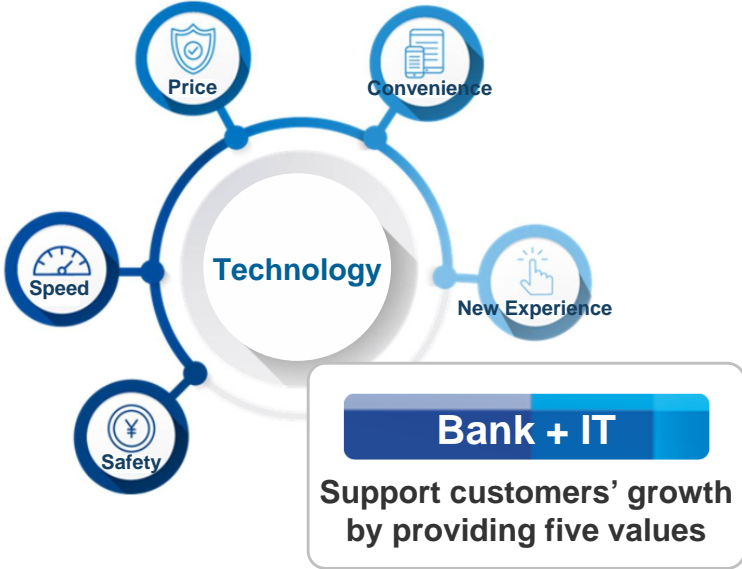 Price
Convenience
Speed
Technology
New Experience
Safety
¥
Bank + IT
Support customers’ growth
by providing five values